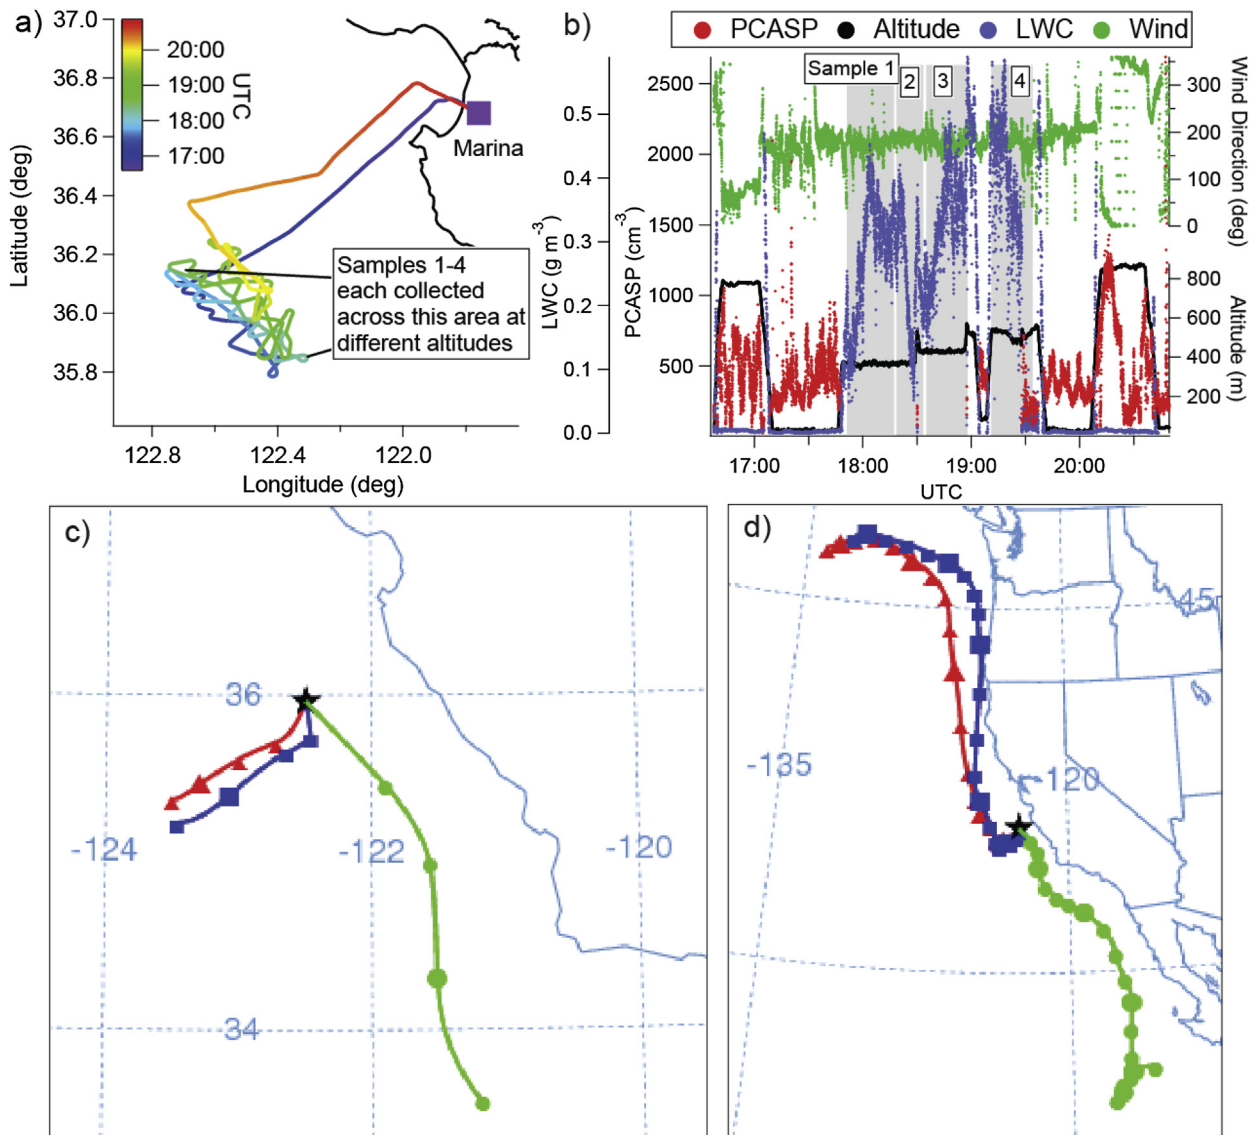 a)
37.0
36.8
36.6
36.4
36.2
36.0
35.8
Latitude (deg)
20:00
19:00
18:00
17:00
UTC
Marina
Samples 1-4
each collected
across this area at
different altitudes
122.8
122.4
122.0
Longitude (deg)
b)
PCASP
Altitude
LWC
Wind
0.5
0.4
0.3
0.2
0.1
0.0
LWC (g m-3)
2500
2000
1500
1000
500
PCASP (cm-3)
Sample 1
2
3
4
300
200
100
0
Wind Direction (deg)
800
600
400
200
Altitude (m)
17:00
18:00
19:00
20:00
UTC
c)
36
-124
-122
-120
34
d)
45
-135
-120